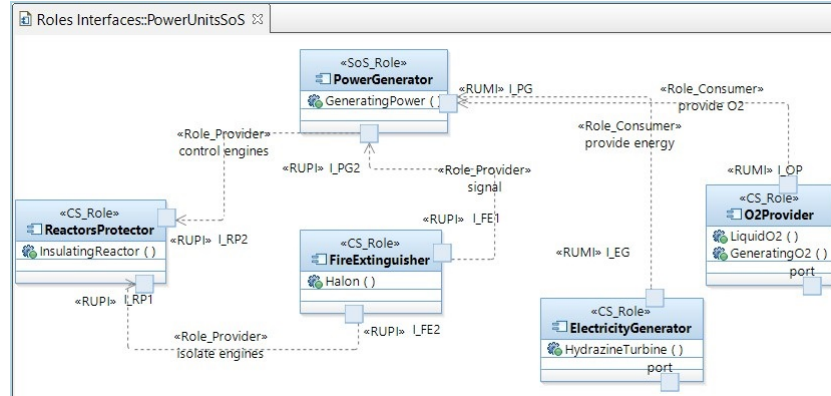 Roles Interfaces::PowerUnitsSoS
«SoS_Role»
PowerGenerator
GeneratingPower ( )
«RUMI» I_PG
«Role_Consumer»
provide O2
«Role_Consumer»
provide energy
«Role_Provider»
control engines
«RUPI» I_PG2
«Role_Provider»
signal
«RUMI» I_OP
«CS_Role»
ReactorsProtector
InsulatingReactor ( )
«RUPI» I_RP2
«RUPI» I_FE1
«CS_Role»
O2Provider
LiquidO2 ( )
GeneratingO2 ( )
port
«CS_Role»
FireExtinguisher
Halon ( )
«RUMI» I_EG
«RUPI» I_RP1
«Role_Provider»
isolate engines
«RUPI» I_FE2
«CS_Role»
ElectricityGenerator
HydrazineTurbine ( )
port